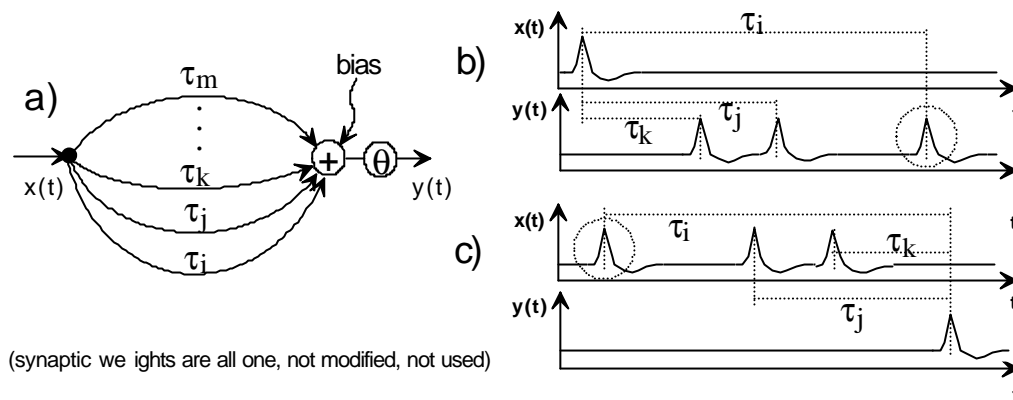 a)
τm
bias
x(t)
τk
τj
τi
+
θ
y(t)
(synaptic we ights are all one, not modified, not used)
b)
x(t)
τi
y(t)
τk
τj
c)
x(t)
τi
τk
t
y(t)
τj
t